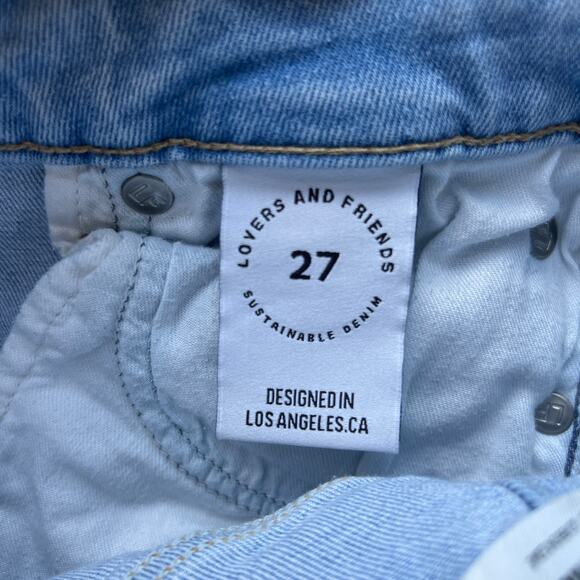 LOVERS AND FRIENDS
27
SUSTAINABLE DENIM
DESIGNED IN
LOS ANGELES.CA